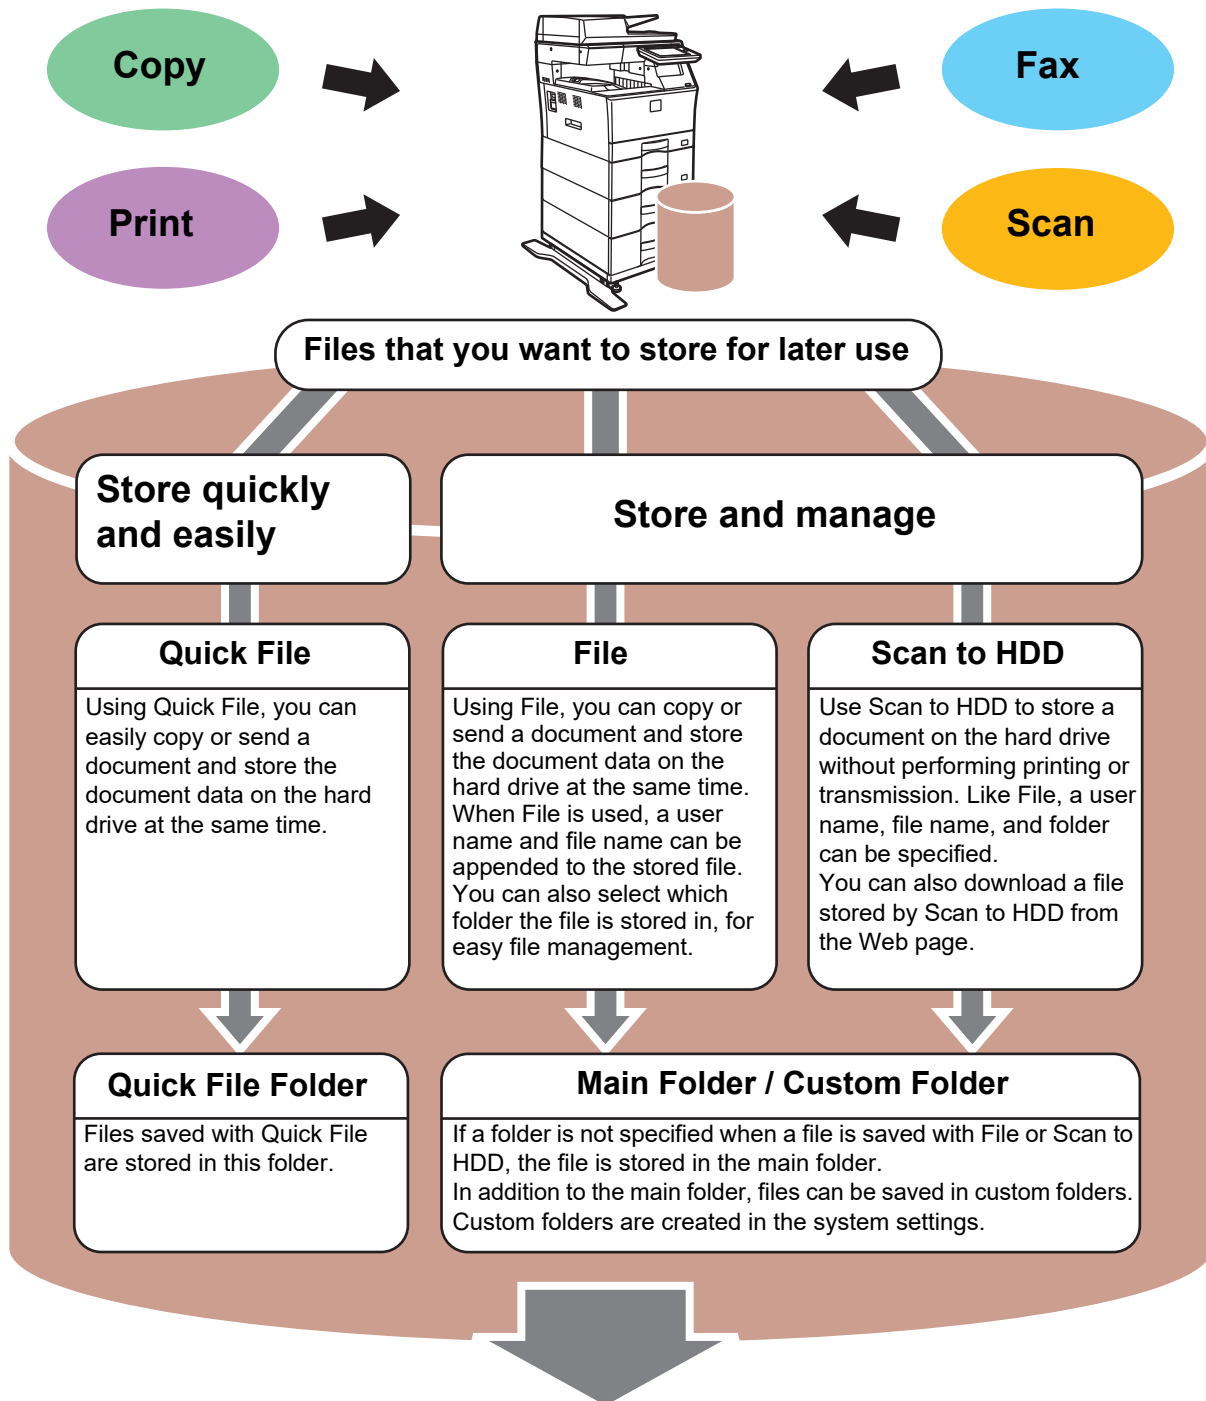 Copy
Fax
Print
Scan
Files that you want to store for later use
Store quickly
and easily
Store and manage
Quick File
Using Quick File, you can
easily copy or send a
document and store the
document data on the hard
drive at the same time.
File
Using File, you can copy or
send a document and store
the document data on the
hard drive at the same time.
When File is used, a user
name and file name can be
appended to the stored file.
You can also select which
folder the file is stored in, for
easy file management.
Scan to HDD
Use Scan to HDD to store a
document on the hard drive
without performing printing or
transmission. Like File, a user
name, file name, and folder
can be specified.
You can also download a file
stored by Scan to HDD from
the Web page.
Quick File Folder
Files saved with Quick File
are stored in this folder.
Main Folder / Custom Folder
If a folder is not specified when a file is saved with File or Scan to
HDD, the file is stored in the main folder.
In addition to the main folder, files can be saved in custom folders.
Custom folders are created in the system settings.